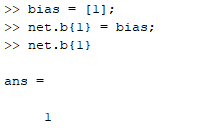 >> bias = [1];
>> net.b{1} = bias;
>> net.b{1}
ans =
1